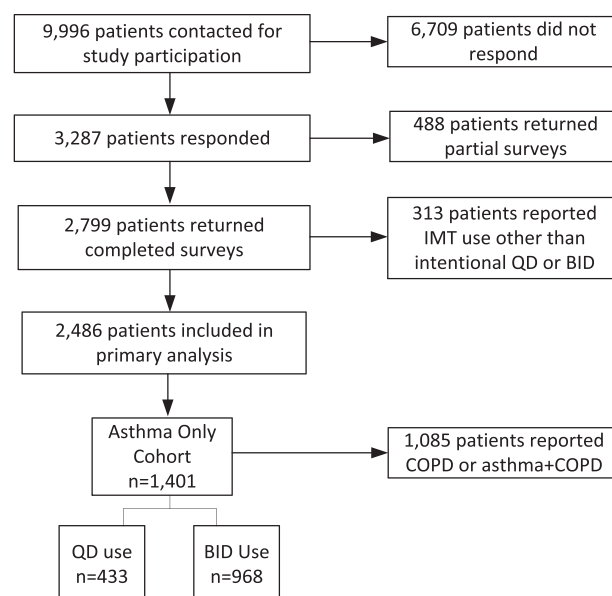 9,996 patients contacted for
study participation
6,709 patients did not
respond
3,287 patients responded
488 patients returned
partial surveys
2,799 patients returned
completed surveys
313 patients reported
IMT use other than
intentional QD or BID
2,486 patients included in
primary analysis
Asthma Only
Cohort
n=1,401
1,085 patients reported
COPD or asthma+COPD
QD use
n=433
BID Use
n=968